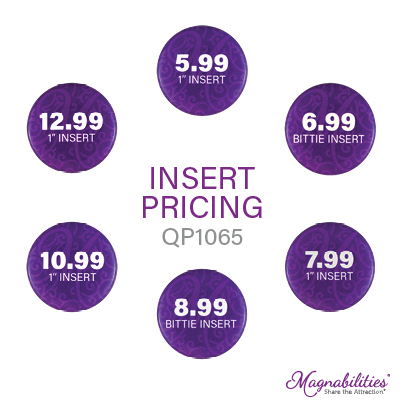 5.99
1" INSERT
12.99
1" INSERT
6.99
BITTIE INSERT
INSERT
PRICING
QP1065
10.99
1" INSERT
7.99
1" INSERT
8.99
BITTIE INSERT
Magnabilities®
Share the Attraction®